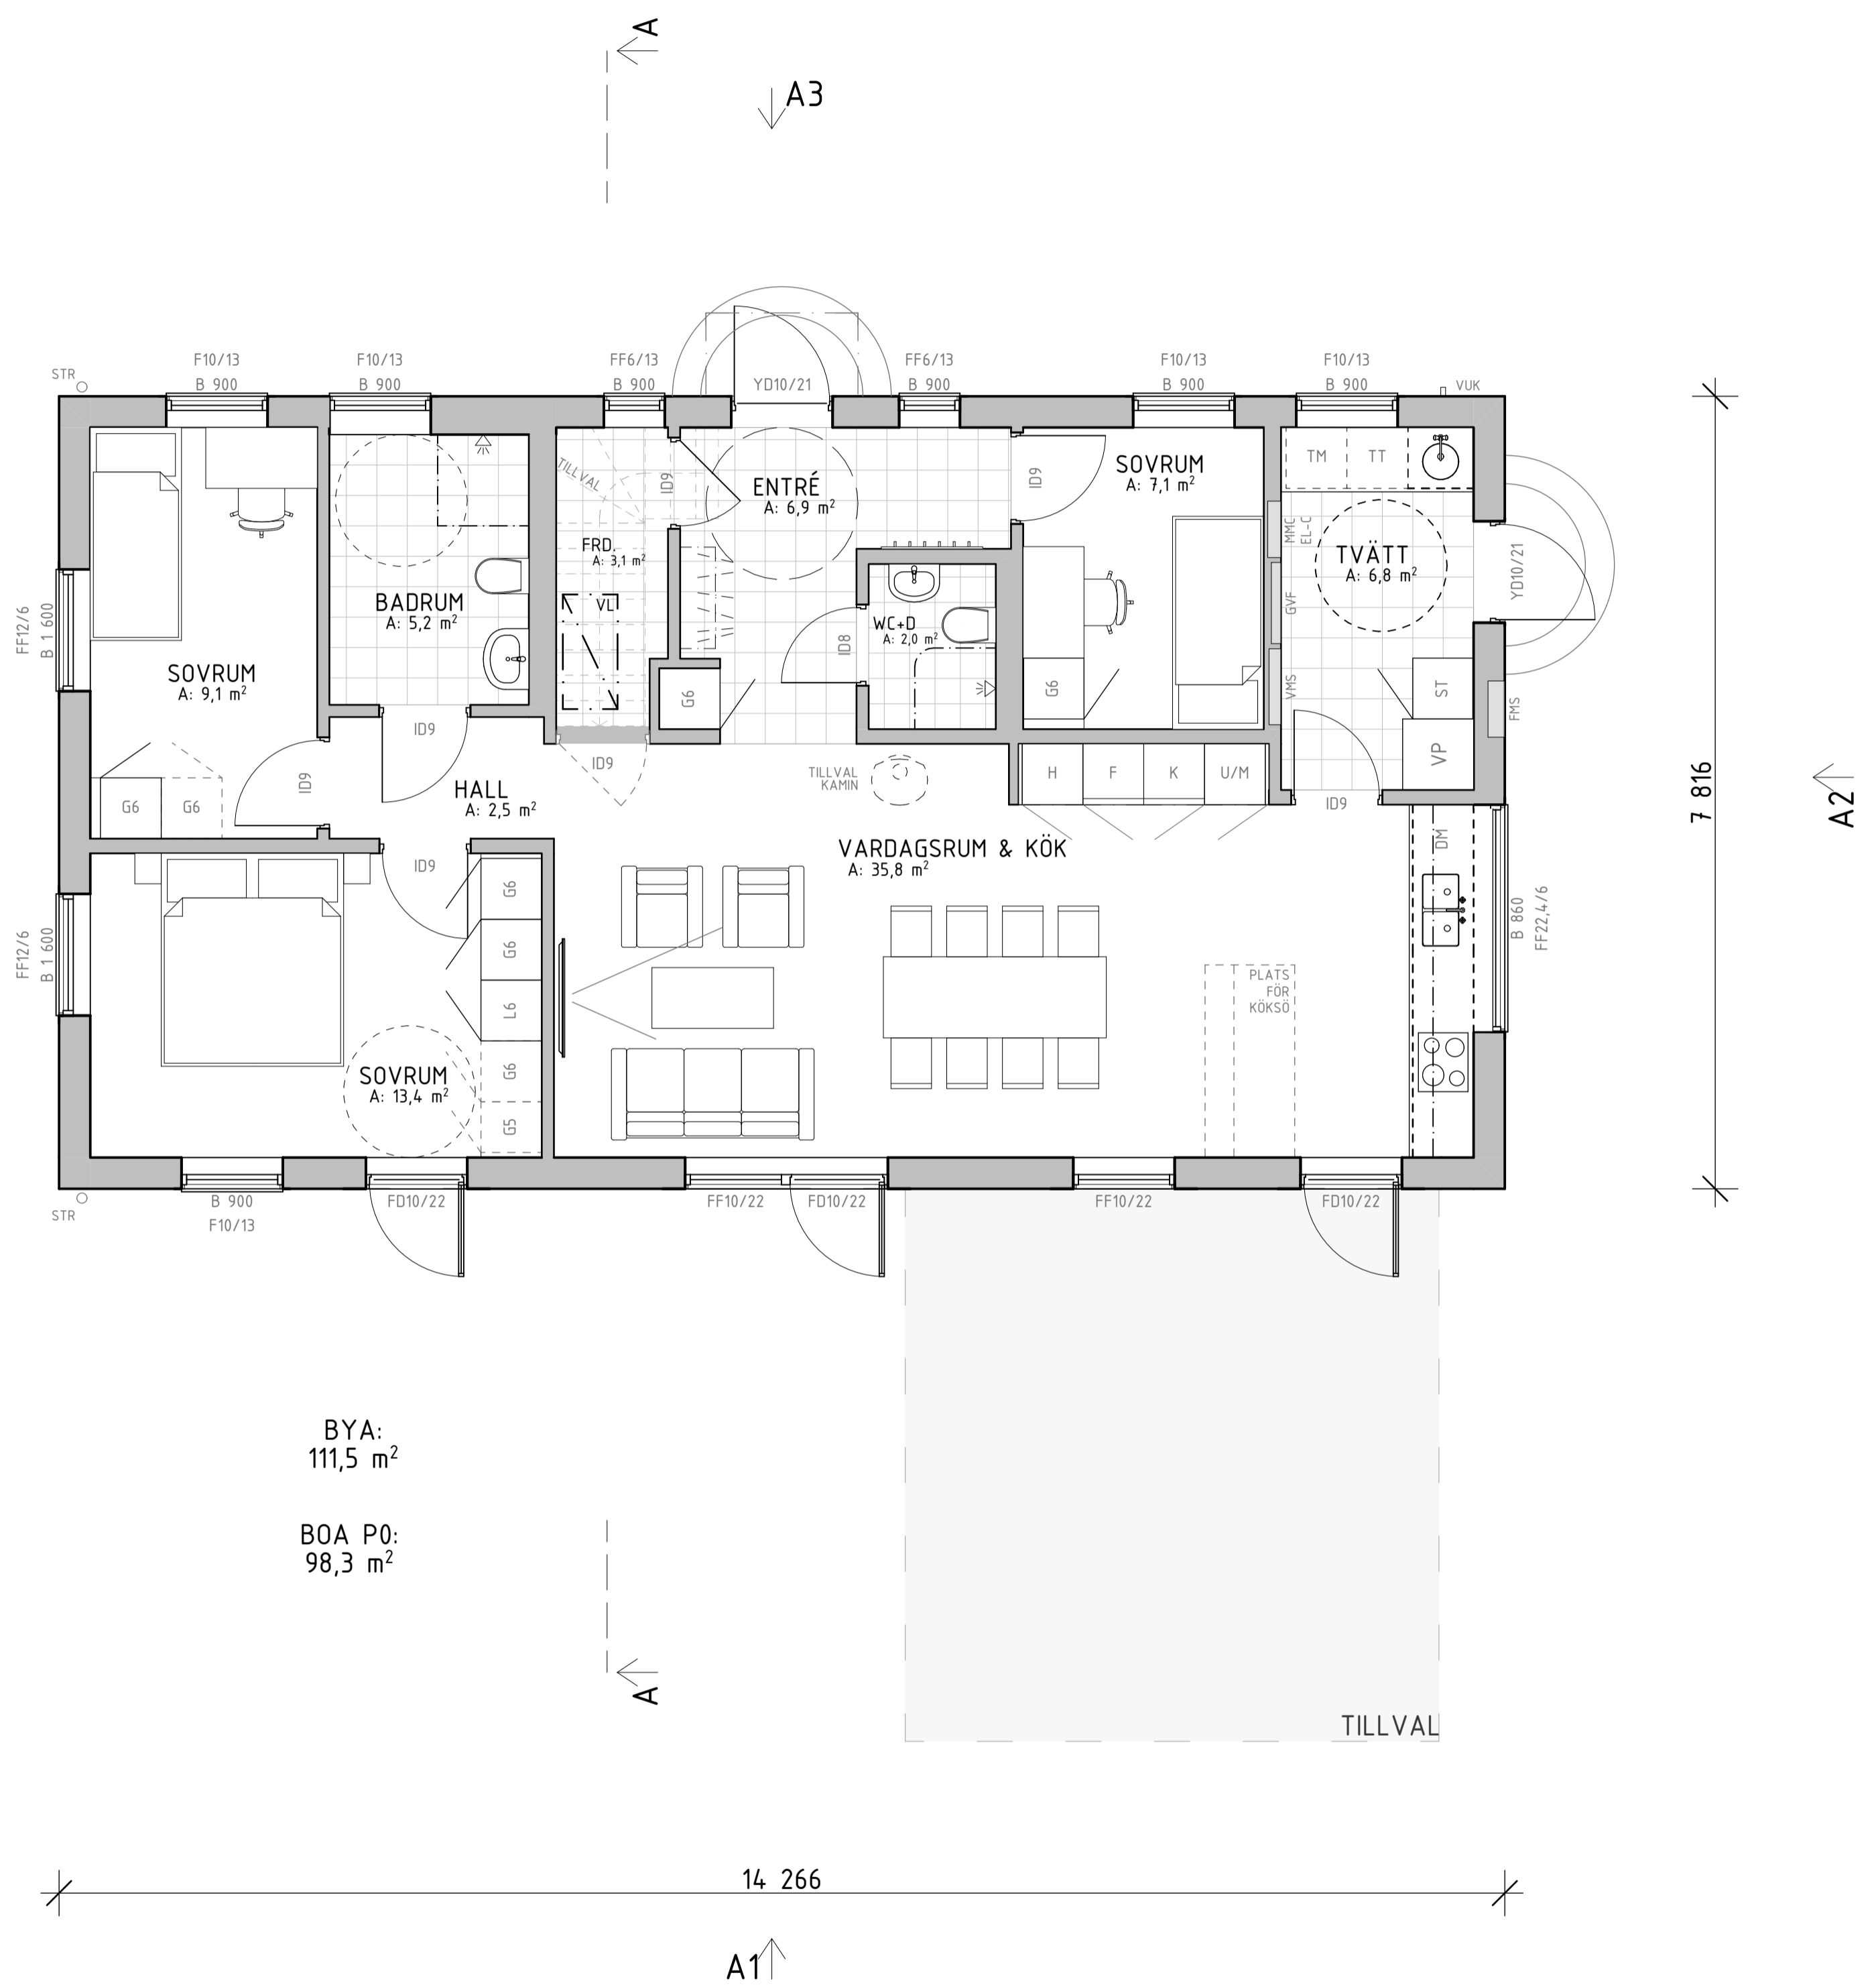 A
A3
F10/13
F10/13
FF6/13
FF6/13
F10/13
F10/13
STR
B 900
B 900
B 900
YD10/21
B 900
B 900
B 900
VUK
TM
TT
TILLVAL
ID9
ENTRÉ
A: 6,9 m²
ID9
SOVRUM
A: 7,1 m²
MMC
EL-C
TVÄTT
A: 6,8 m²
YD10/21
FRD.
A: 3,1 m²
VL
BADRUM
A: 5,2 m²
WC+D
A: 2,0 m²
ID8
GVF
FF12/6
B 1 600
SOVRUM
A: 9,1 m²
G6
G6
VMS
ST
FMS
VP
ID9
ID9
ID9
G6
G6
HALL
A: 2,5 m²
TILLVAL
KAMIN
H
F
K
U/M
ID9
7 816
A2
VARDAGSRUM & KÖK
A: 35,8 m²
DM
ID9
G6
G6
L6
G6
G5
FF12/6
B 1 600
B 860
FF22,4/6
PLATS
FÖR
KÖKSÖ
SOVRUM
A: 13,4 m²
STR
B 900
F10/13
FD10/22
FF10/22
FD10/22
FF10/22
FD10/22
BYA:
111,5 m²
BOA P0:
98,3 m²
A
TILLVAL
14 266
A1